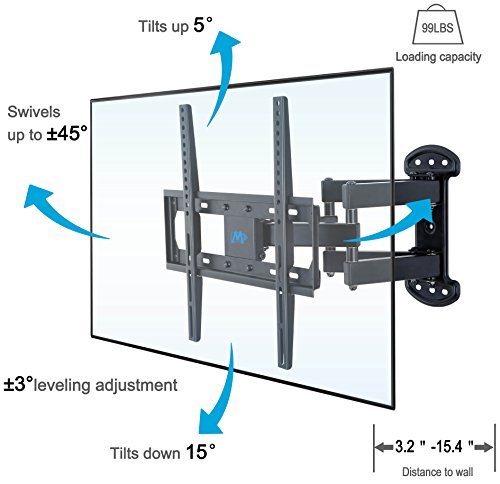 Tilts up 5°
99LBS
Loading capacity
Swivels
up to ±45°
±3°leveling adjustment
Tilts down 15°
3.2 " -15.4 "
Distance to wall